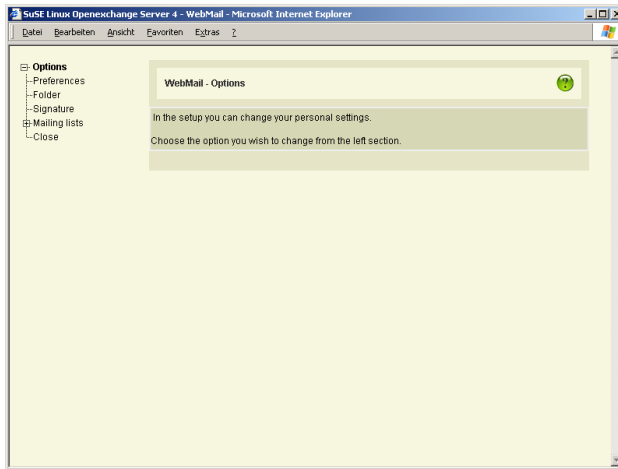 SuSE Linux Openexchange Server 4 - WebMail - Microsoft Internet Explorer
Datei Bearbeiten Ansicht Favoriten Extras ?
Options
Preferences
Folder
Signature
Mailing lists
Close
WebMail - Options
?
In the setup you can change your personal settings.
Choose the option you wish to change from the left section.